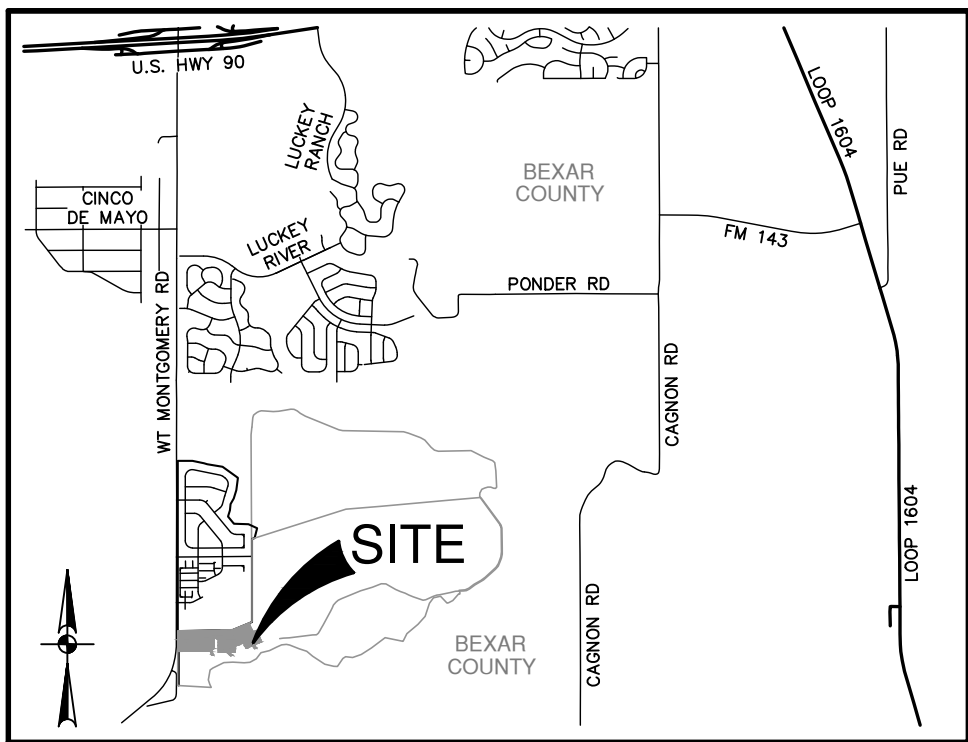 U.S. HWY 90
LUCKEY
RANCH
LOOP 1604
PUE RD
BEXAR
COUNTY
CINCO
DE MAYO
LUCKEY
RIVER
FM 143
PONDER RD
WT MONTGOMERY RD
CAGNON RD
SITE
LOOP 1604
CAGNON RD
BEXAR
COUNTY